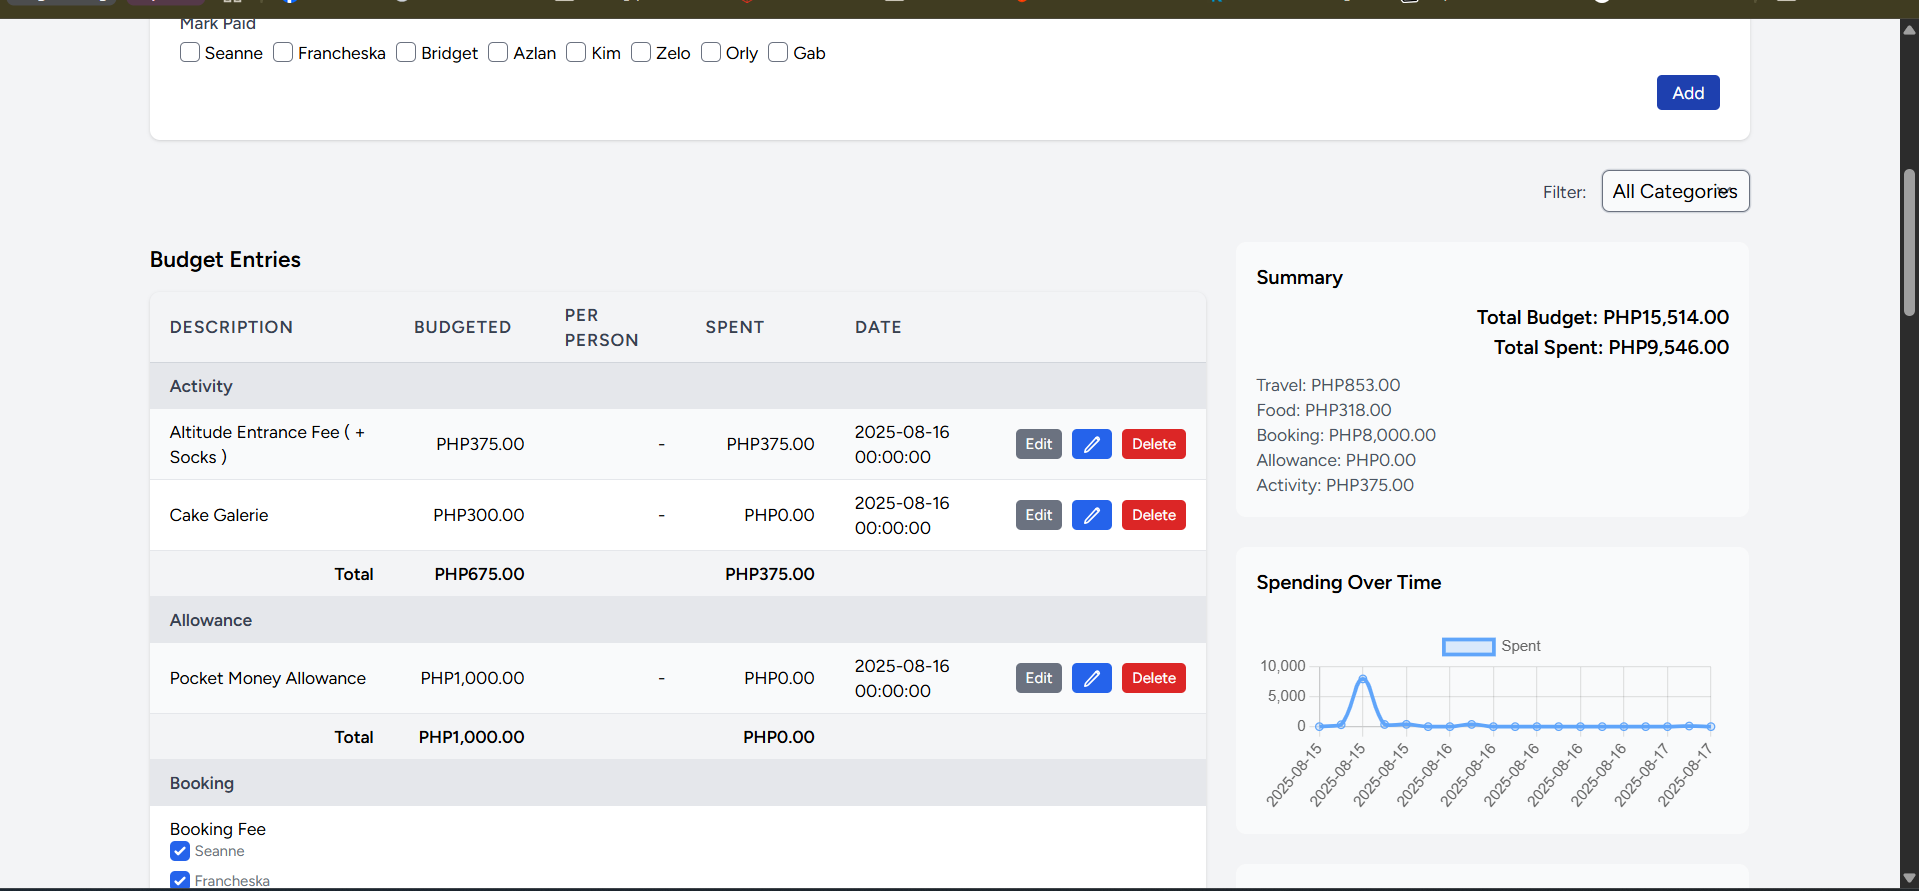 Mark Paid
Seanne Francheska Bridget Azlan Kim Zelo Orly Gab
Add
Filter: All Categories
Budget Entries
DESCRIPTION BUDGETED PER PERSON SPENT DATE
Activity
Altitude Entrance Fee ( + Socks ) PHP375.00 - PHP375.00 2025-08-16 00:00:00 Edit Delete
Cake Galerie PHP300.00 - PHP0.00 2025-08-16 00:00:00 Edit Delete
Total PHP675.00 PHP375.00
Allowance
Pocket Money Allowance PHP1,000.00 - PHP0.00 2025-08-16 00:00:00 Edit Delete
Total PHP1,000.00 PHP0.00
Booking
Booking Fee
Seanne
Francheska
Summary
Total Budget: PHP15,514.00
Total Spent: PHP9,546.00
Travel: PHP853.00
Food: PHP318.00
Booking: PHP8,000.00
Allowance: PHP0.00
Activity: PHP375.00
Spending Over Time
Spent
10,000
5,000
0
2025-08-15
2025-08-15
2025-08-15
2025-08-16
2025-08-16
2025-08-16
2025-08-16
2025-08-16
2025-08-17
2025-08-17